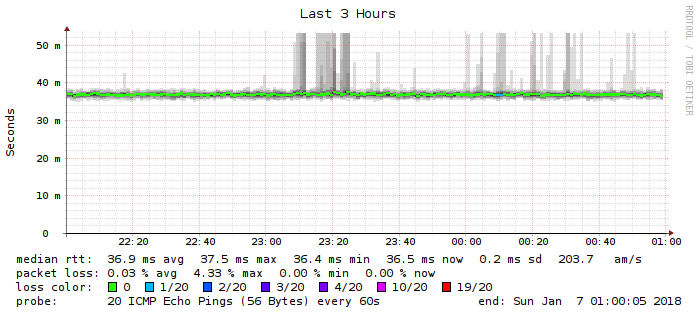 Last 3 Hours
RRDTOOL / TOBI OETIKER
Seconds
50 m
40 m
30 m
20 m
10 m
0
22:20 22:40 23:00 23:20 23:40 00:00 00:20 00:40 01:00
median rtt: 36.9 ms avg 37.5 ms max 36.4 ms min 36.5 ms now 0.2 ms sd 203.7 am/s
packet loss: 0.03 % avg 4.33 % max 0.00 % min 0.00 % now
loss color: 0 1/20 2/20 3/20 4/20 10/20 19/20
probe: 20 ICMP Echo Pings (56 Bytes) every 60s end: Sun Jan 7 01:00:05 2018